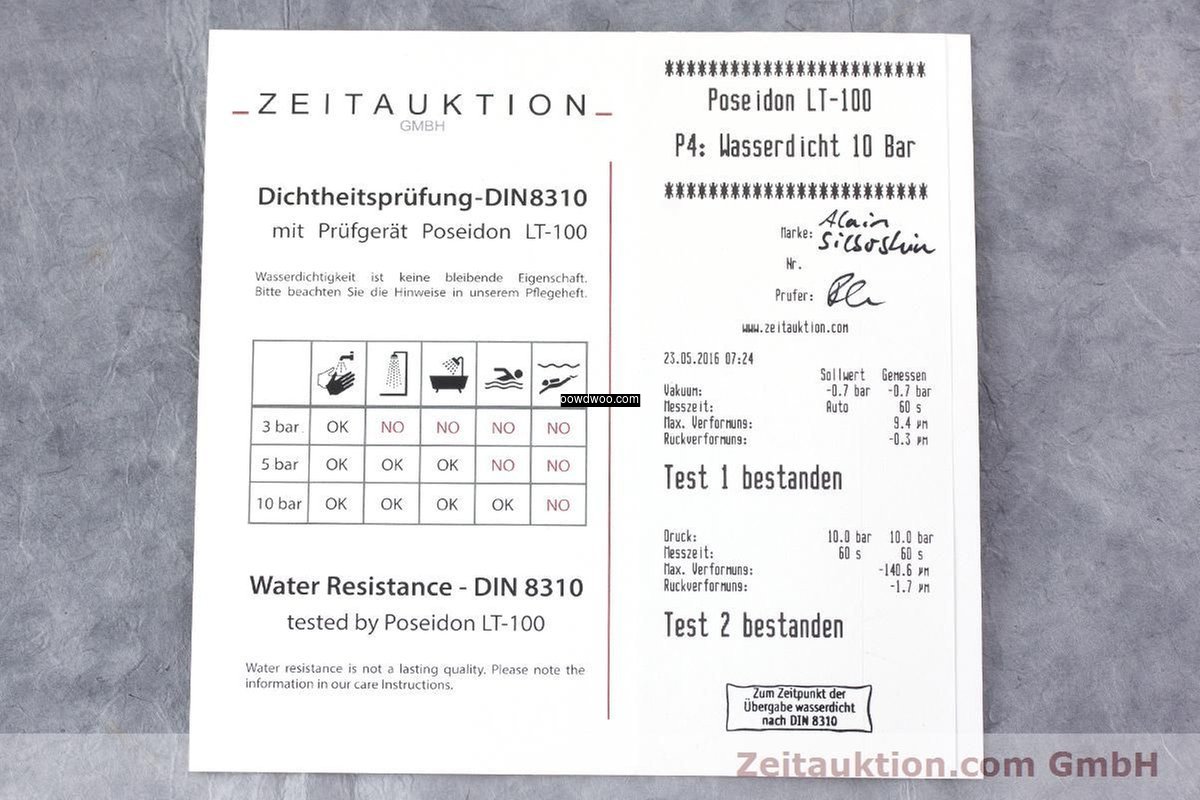 ZEITAUKTION
GMBH
Dichtheitsprüfung-DIN8310
mit Prüfgerät Poseidon LT-100
Wasserdichtigkeit ist keine bleibende Eigenschaft.
Bitte beachten Sie die Hinweise in unserem Pflegeheft.
3 bar OK NO NO NO NO
5 bar OK OK OK NO NO
10 bar OK OK OK OK NO
Water Resistance - DIN 8310
tested by Poseidon LT-100
Water resistance is not a lasting quality. Please note the
information in our care Instructions.
************************
Poseidon LT-100
P4: Wasserdicht 10 Bar
************************
Alain
Marke: Silberstein
Nr.
Prufer:
www.zeitauktion.com
23.05.2016 07:24
Sollwert Gemessen
Vakuum: -0.7 bar -0.7 bar
Messzeit: Auto 60 s
Max. Verformung: 9.4 µm
Ruckverformung: -0.3 µm
Test 1 bestanden
Druck: 10.0 bar 10.0 bar
Messzeit: 60 s 60 s
Max. Verformung: -140.6 µm
Ruckverformung: -1.7 µm
Test 2 bestanden
Zum Zeitpunkt der
Übergabe wasserdicht
nach DIN 8310
powdwoo.com
Zeitauktion.com GmbH